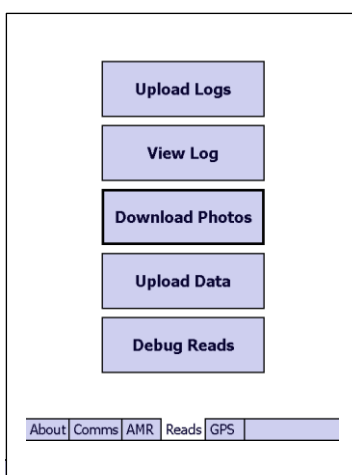 Upload Logs
View Log
Download Photos
Upload Data
Debug Reads
About Comms AMR Reads GPS